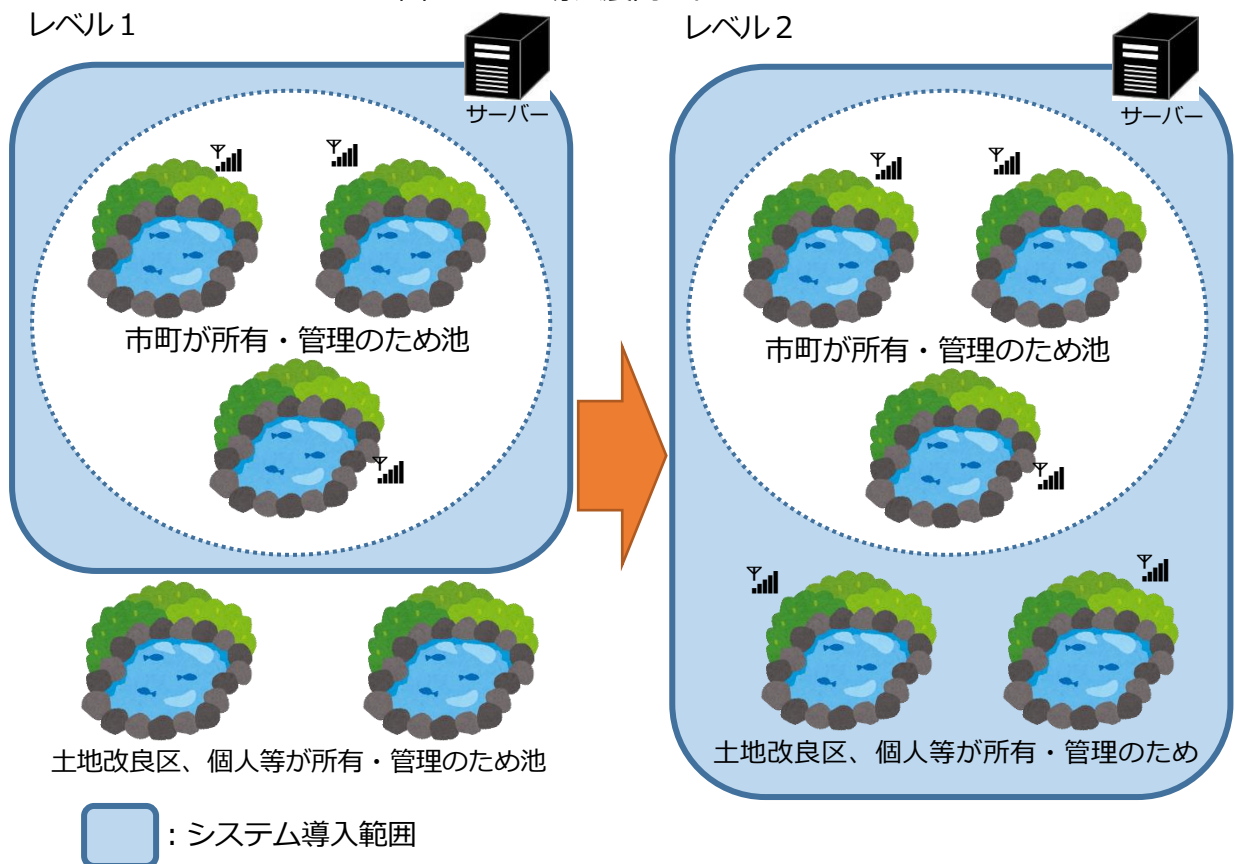 レベル1
レベル2
サーバー
サーバー
市町が所有・管理のため池
市町が所有・管理のため池
土地改良区、個人等が所有・管理のため池
土地改良区、個人等が所有・管理のため
：システム導入範囲